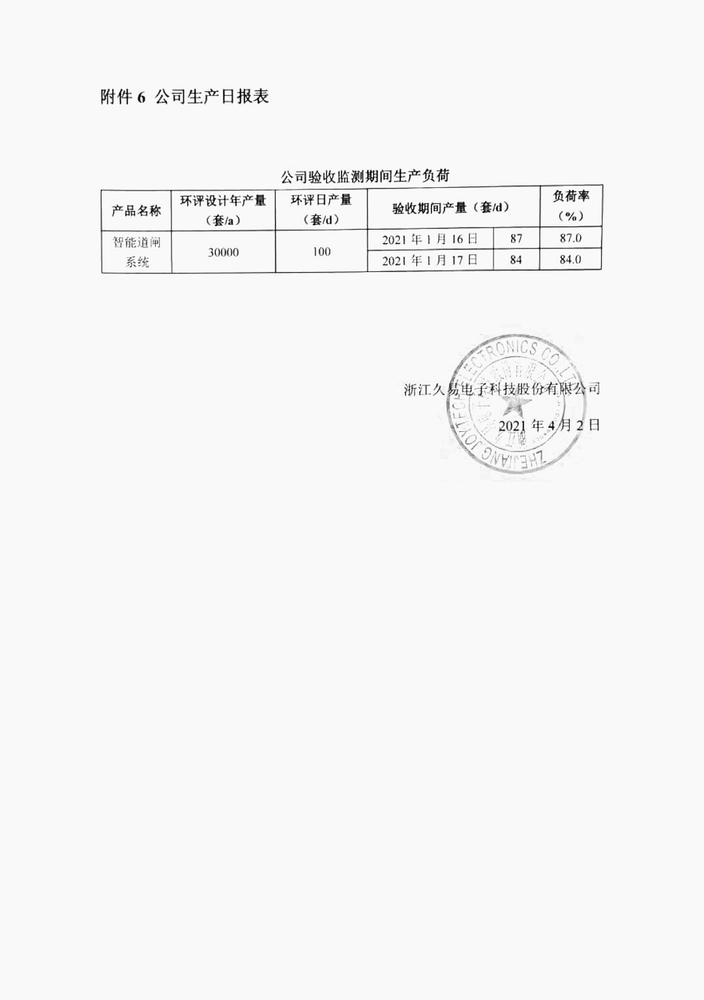 附件 6 公司生产日报表
公司验收监测期间生产负荷
产品名称 环评设计年产量（套/a） 环评日产量（套/d） 验收期间产量（套/d） 负荷率（%）
智能道闸系统 30000 100 2021 年 1 月 16 日 87 87.0
2021 年 1 月 17 日 84 84.0
浙江久易电子科技股份有限公司
2021 年 4 月 2 日
ZHEJIANG JOYTECH ELECTRONICS CO.,LTD